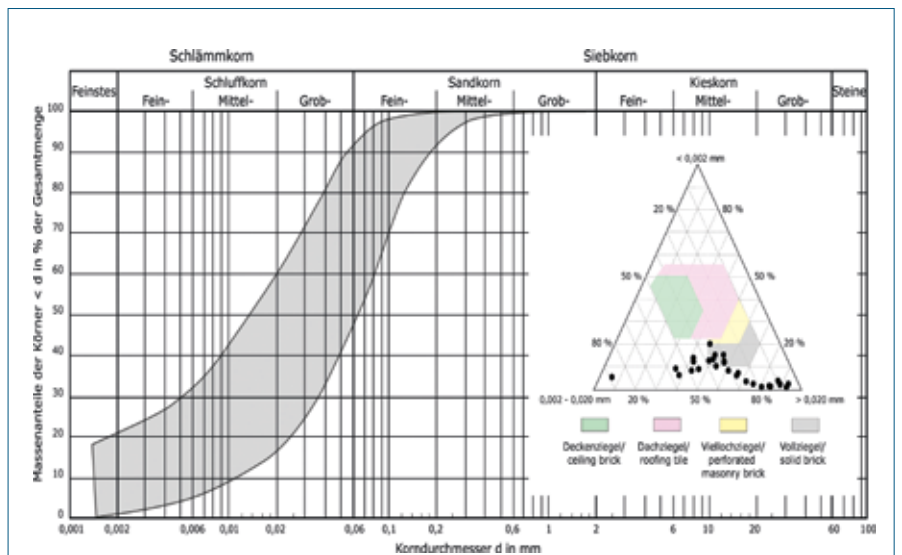 Schlämmkorn Siebkorn
Feinstes Schluffkorn Sandkorn Kieskorn Steine
Fein- Mittel- Grob- Fein- Mittel- Grob- Fein- Mittel- Grob-
Massenanteile der Körner < d in % der Gesamtmenge
100
90
80
70
60
50
40
30
20
10
0
0,001 0,002 0,006 0,01 0,02 0,06 0,1 0,2 0,6 1 2 6 10 20 60 100
Korndurchmesser d in mm
< 0,002 mm
20 % 80 %
50 % 50 %
80 % 20 %
0,002 - 0,020 mm 20 % 50 % 80 % > 0,020 mm
Deckenziegel/
ceiling brick
Dachziegel/
roofing tile
Viellochziegel/
perforated
masonry brick
Vollziegel/
solid brick